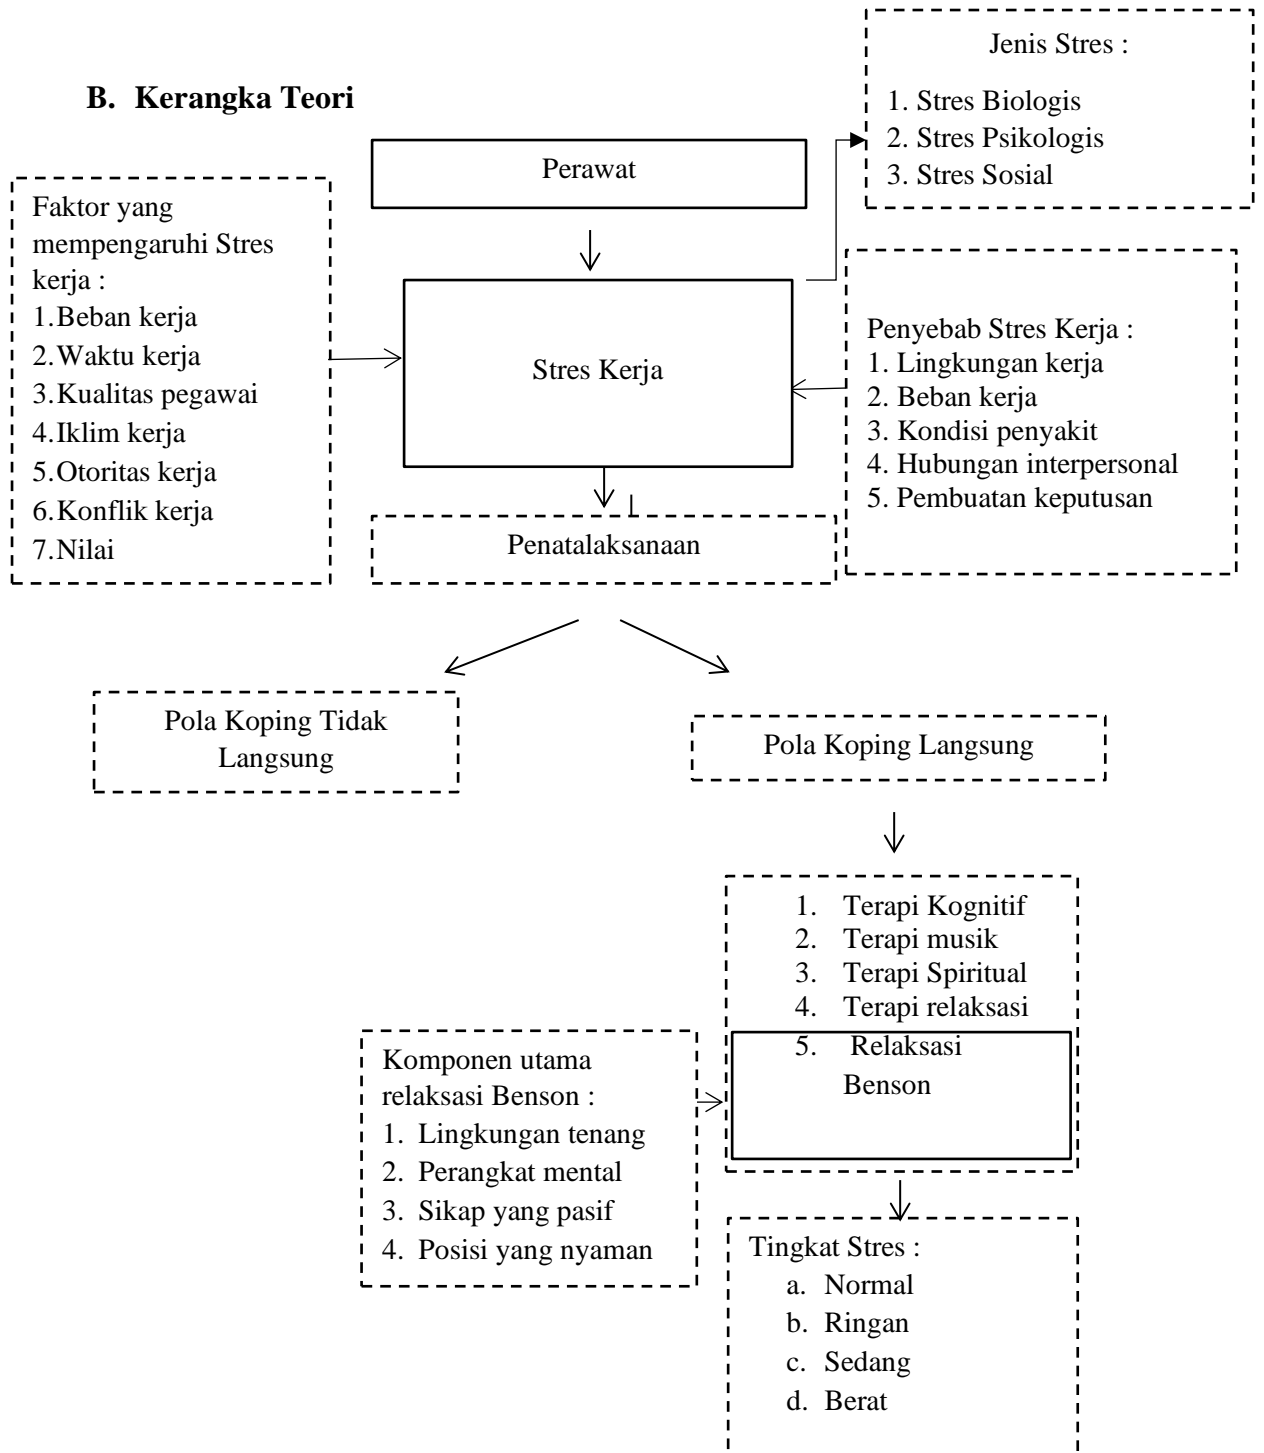 B. Kerangka Teori
Jenis Stres :
1. Stres Biologis
2. Stres Psikologis
3. Stres Sosial
Perawat
Faktor yang
mempengaruhi Stres
kerja :
1.Beban kerja
2.Waktu kerja
3.Kualitas pegawai
4.Iklim kerja
5.Otoritas kerja
6.Konflik kerja
7.Nilai
Stres Kerja
Penyebab Stres Kerja :
1. Lingkungan kerja
2. Beban kerja
3. Kondisi penyakit
4. Hubungan interpersonal
5. Pembuatan keputusan
Penatalaksanaan
Pola Koping Tidak
Langsung
Pola Koping Langsung
1. Terapi Kognitif
2. Terapi musik
3. Terapi Spiritual
4. Terapi relaksasi
5. Relaksasi
Benson
Komponen utama
relaksasi Benson :
1. Lingkungan tenang
2. Perangkat mental
3. Sikap yang pasif
4. Posisi yang nyaman
Tingkat Stres :
a. Normal
b. Ringan
c. Sedang
d. Berat